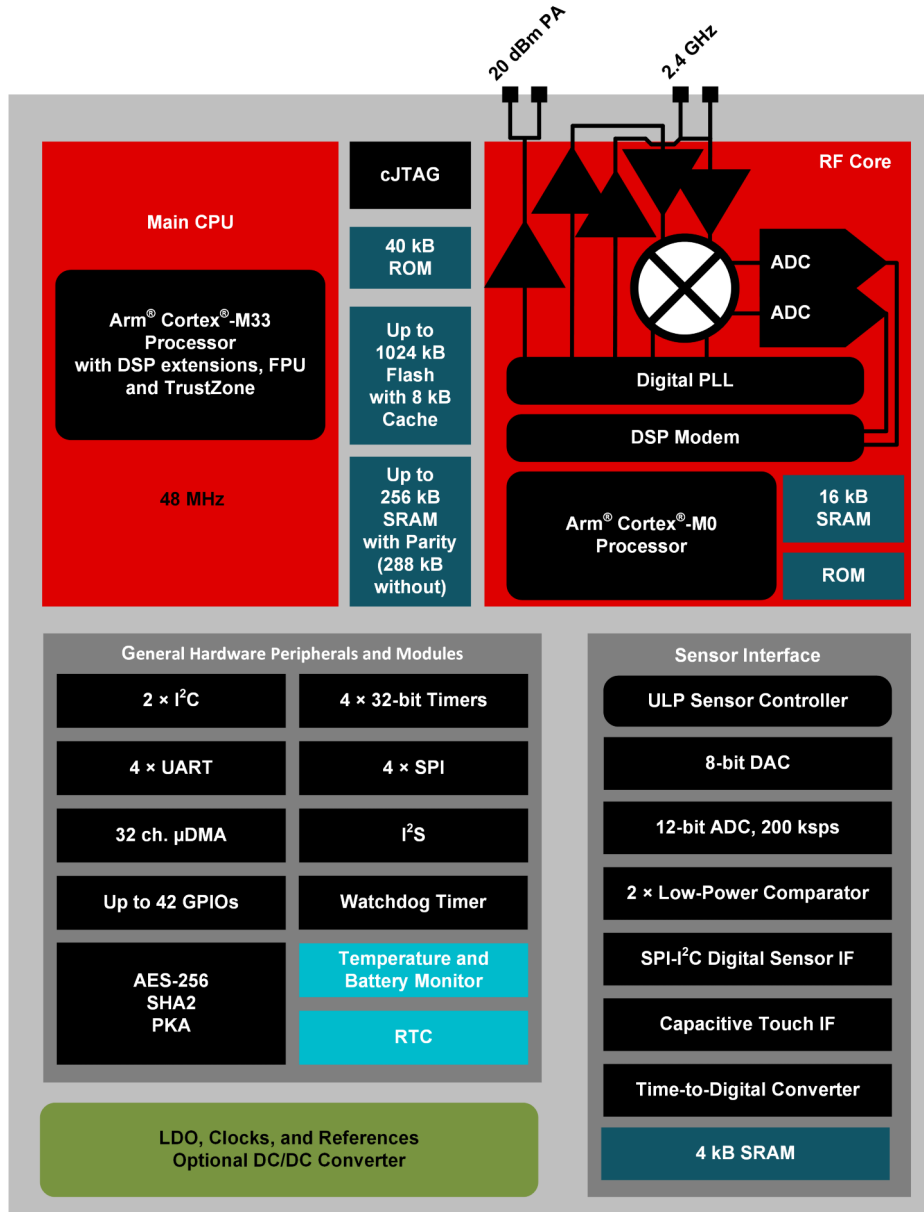 20 dBm PA
2.4 GHz
Main CPU
Arm® Cortex®-M33
Processor
with DSP extensions, FPU
and TrustZone
48 MHz
cJTAG
40 kB
ROM
Up to
1024 kB
Flash
with 8 kB
Cache
Up to
256 kB
SRAM
with Parity
(288 kB
without)
RF Core
ADC
ADC
Digital PLL
DSP Modem
Arm® Cortex®-M0
Processor
16 kB
SRAM
ROM
General Hardware Peripherals and Modules
2 × I²C
4 × 32-bit Timers
4 × UART
4 × SPI
32 ch. µDMA
I²S
Up to 42 GPIOs
Watchdog Timer
AES-256
SHA2
PKA
Temperature and
Battery Monitor
RTC
LDO, Clocks, and References
Optional DC/DC Converter
Sensor Interface
ULP Sensor Controller
8-bit DAC
12-bit ADC, 200 ksps
2 × Low-Power Comparator
SPI-I²C Digital Sensor IF
Capacitive Touch IF
Time-to-Digital Converter
4 kB SRAM